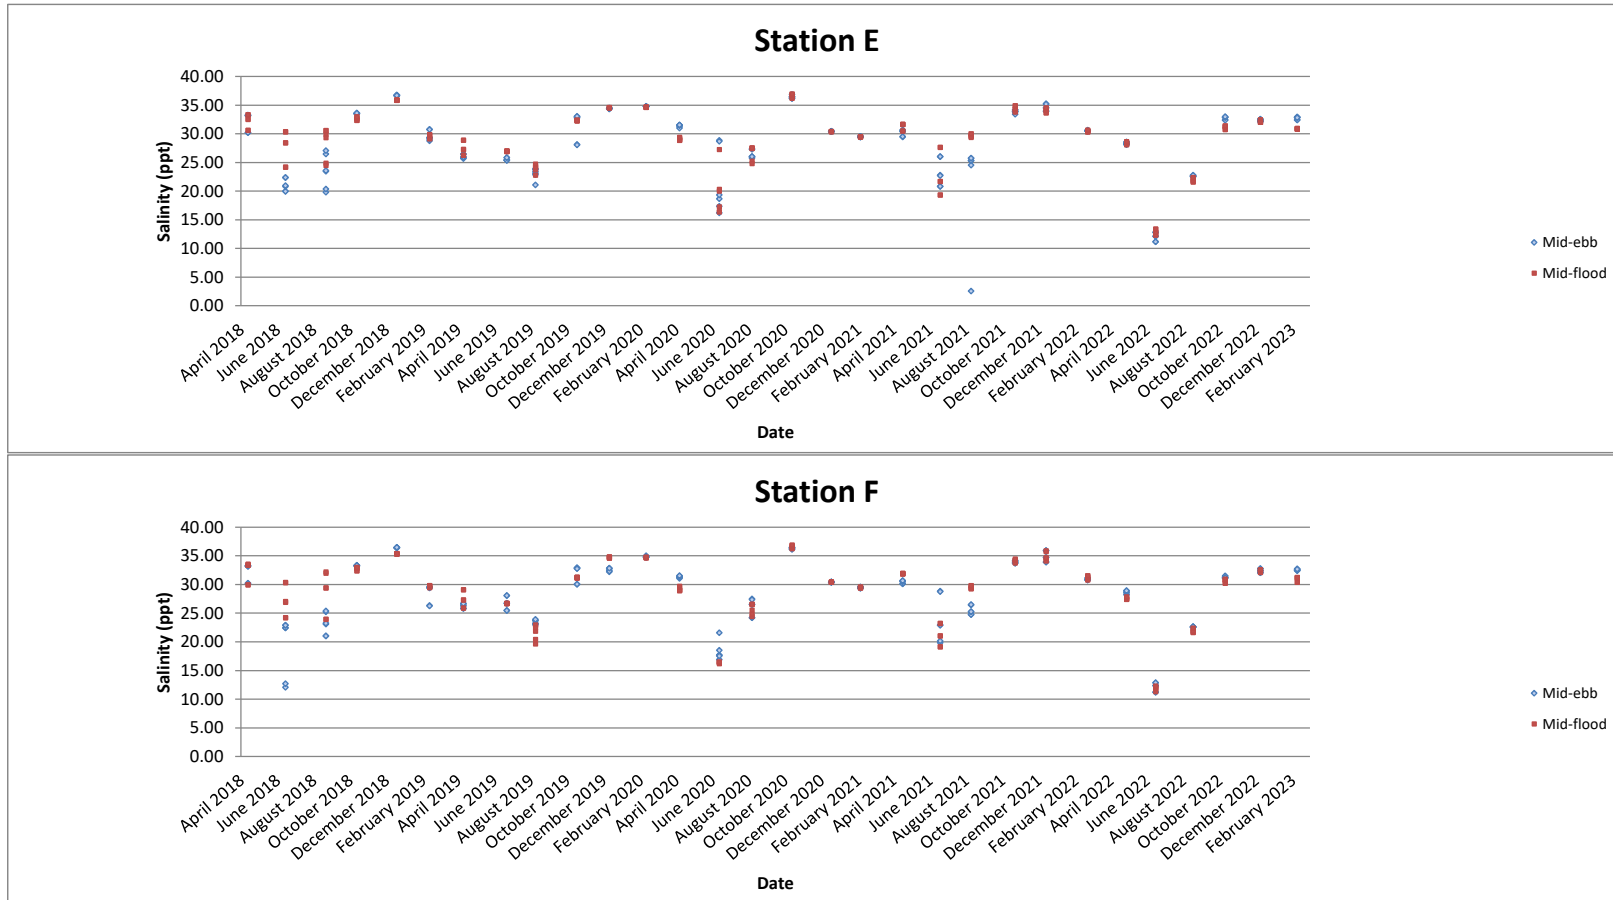 Station E
40.00
35.00
30.00
25.00
20.00
15.00
10.00
5.00
0.00
Salinity (ppt)
April 2018
June 2018
August 2018
October 2018
December 2018
February 2019
April 2019
June 2019
August 2019
October 2019
December 2019
February 2020
April 2020
June 2020
August 2020
October 2020
December 2020
February 2021
April 2021
June 2021
August 2021
October 2021
December 2021
February 2022
April 2022
June 2022
August 2022
October 2022
December 2022
February 2023
Date
Mid-ebb
Mid-flood
Station F
40.00
35.00
30.00
25.00
20.00
15.00
10.00
5.00
0.00
Salinity (ppt)
April 2018
June 2018
August 2018
October 2018
December 2018
February 2019
April 2019
June 2019
August 2019
October 2019
December 2019
February 2020
April 2020
June 2020
August 2020
October 2020
December 2020
February 2021
April 2021
June 2021
August 2021
October 2021
December 2021
February 2022
April 2022
June 2022
August 2022
October 2022
December 2022
February 2023
Date
Mid-ebb
Mid-flood